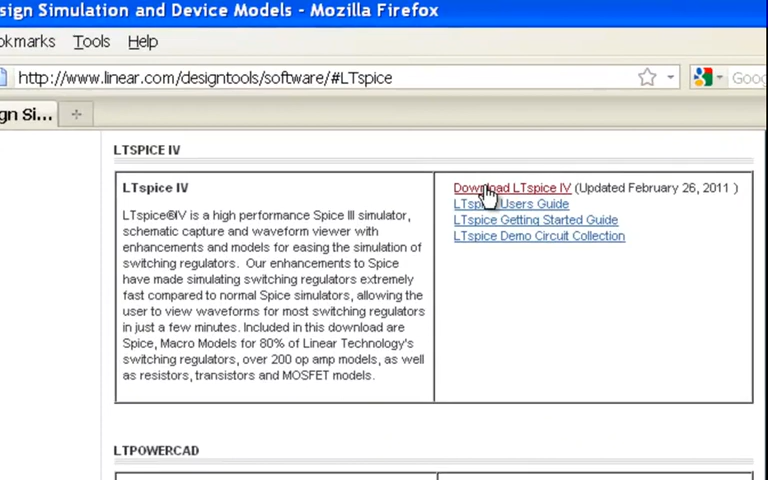 sign Simulation and Device Models - Mozilla Firefox
okmarks Tools Help
http://www.linear.com/designtools/software/#LTspice
Goog
gn Si...
LTSPICE IV
LTspice IV
LTspice®IV is a high performance Spice III simulator,
schematic capture and waveform viewer with
enhancements and models for easing the simulation of
switching regulators. Our enhancements to Spice
have made simulating switching regulators extremely
fast compared to normal Spice simulators, allowing the
user to view waveforms for most switching regulators
in just a few minutes. Included in this download are
Spice, Macro Models for 80% of Linear Technology's
switching regulators, over 200 op amp models, as well
as resistors, transistors and MOSFET models.
Download LTspice IV (Updated February 26, 2011 )
LTspice Users Guide
LTspice Getting Started Guide
LTspice Demo Circuit Collection
LTPOWERCAD